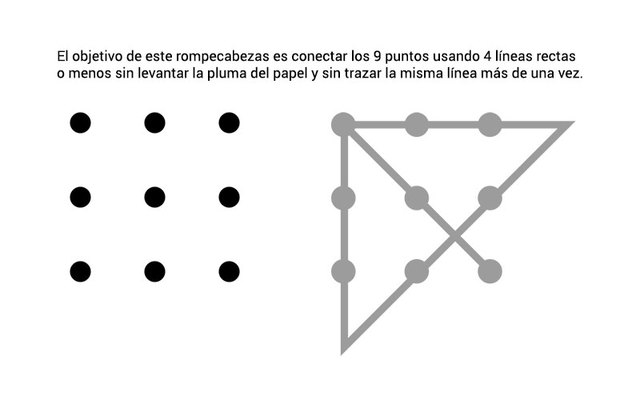 El objetivo de este rompecabezas es conectar los 9 puntos usando 4 líneas rectas
o menos sin levantar la pluma del papel y sin trazar la misma línea más de una vez.